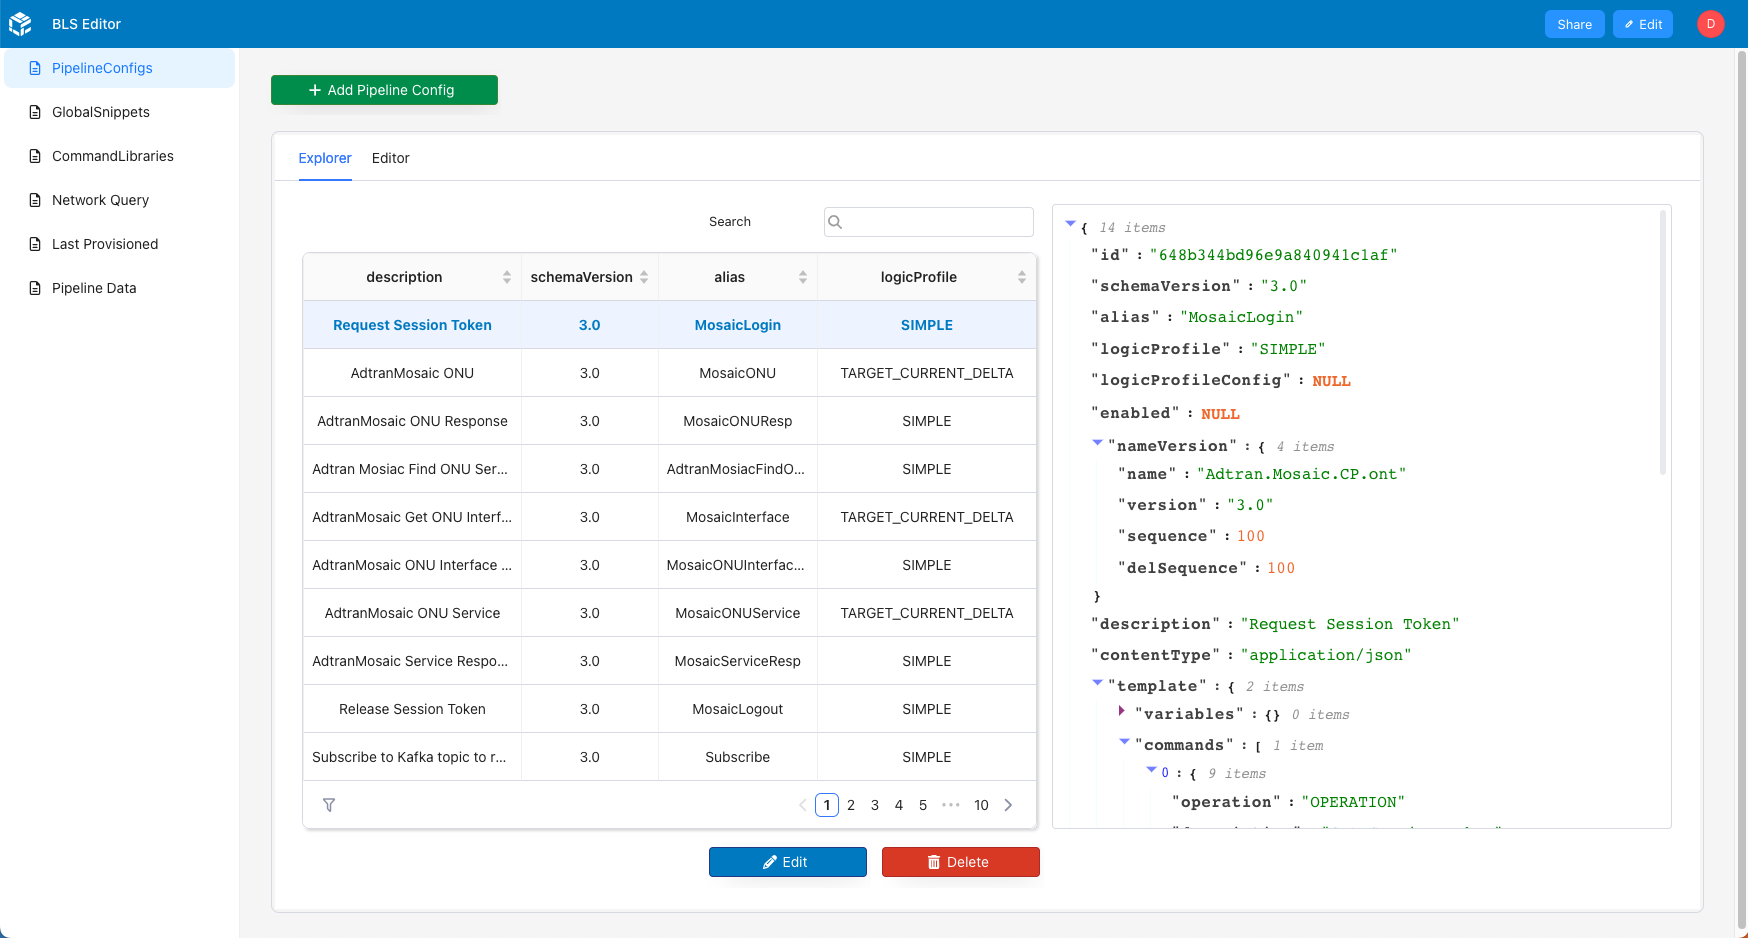 BLS Editor
Share
Edit
D
PipelineConfigs
GlobalSnippets
CommandLibraries
Network Query
Last Provisioned
Pipeline Data
+ Add Pipeline Config
Explorer Editor
Search
description schemaVersion alias logicProfile
Request Session Token 3.0 MosaicLogin SIMPLE
AdtranMosaic ONU 3.0 MosaicONU TARGET_CURRENT_DELTA
AdtranMosaic ONU Response 3.0 MosaicONUResp SIMPLE
Adtran Mosiac Find ONU Ser... 3.0 AdtranMosiacFindO... SIMPLE
AdtranMosaic Get ONU Interf... 3.0 MosaicInterface TARGET_CURRENT_DELTA
AdtranMosaic ONU Interface ... 3.0 MosaicONUInterfac... SIMPLE
AdtranMosaic ONU Service 3.0 MosaicONUService TARGET_CURRENT_DELTA
AdtranMosaic Service Respo... 3.0 MosaicServiceResp SIMPLE
Release Session Token 3.0 MosaicLogout SIMPLE
Subscribe to Kafka topic to r... 3.0 Subscribe SIMPLE
1 2 3 4 5 ••• 10
Edit
Delete
{ 14 items
"id" : "648b344bd96e9a840941c1af"
"schemaVersion" : "3.0"
"alias" : "MosaicLogin"
"logicProfile" : "SIMPLE"
"logicProfileConfig" : NULL
"enabled" : NULL
"nameVersion" : { 4 items
"name" : "Adtran.Mosaic.CP.ont"
"version" : "3.0"
"sequence" : 100
"delSequence" : 100
}
"description" : "Request Session Token"
"contentType" : "application/json"
"template" : { 2 items
"variables" : {} 0 items
"commands" : [ 1 item
0 : { 9 items
"operation" : "OPERATION"